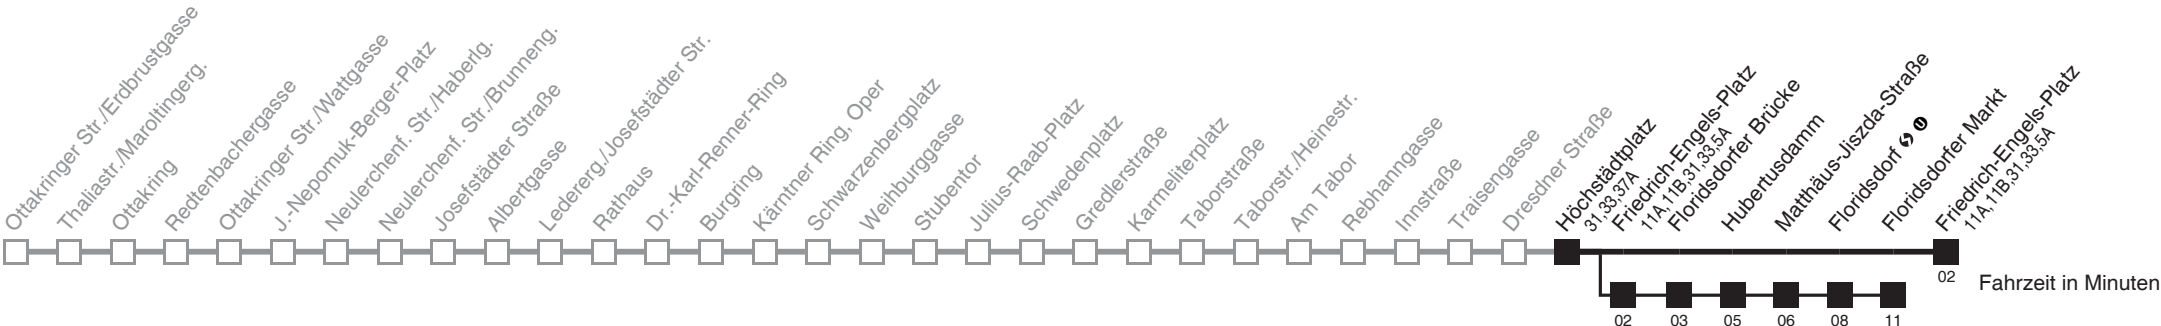 Ottakringer Str./Erdbrustgasse
Thaliastr./Maroltingerg.
Ottakring
Redtenbachergasse
Ottakringer Str./Wattgasse
J.-Nepomuk-Berger-Platz
Neulerchenf. Str./Haberlg.
Neulerchenf. Str./Brunneng.
Josefstädter Straße
Albertgasse
Ledererg./Josefstädter Str.
Rathaus
Dr.-Karl-Renner-Ring
Burgring
Kärntner Ring, Oper
Schwarzenbergplatz
Weihburggasse
Stubentor
Julius-Raab-Platz
Schwedenplatz
Gredlerstraße
Karmeliterplatz
Taborstraße
Taborstr./Heinestr.
Am Tabor
Rebhanngasse
Innstraße
Traisengasse
Dresdner Straße
Höchstädtplatz
31,33,37A
Friedrich-Engels-Platz
11A,11B,31,33,5A
Floridsdorfer Brücke
Hubertusdamm
Matthäus-Jiszda-Straße
Floridsdorf S U
Floridsdorfer Markt
Friedrich-Engels-Platz
11A,11B,31,33,5A
02 Fahrzeit in Minuten
02 03 05 06 08 11